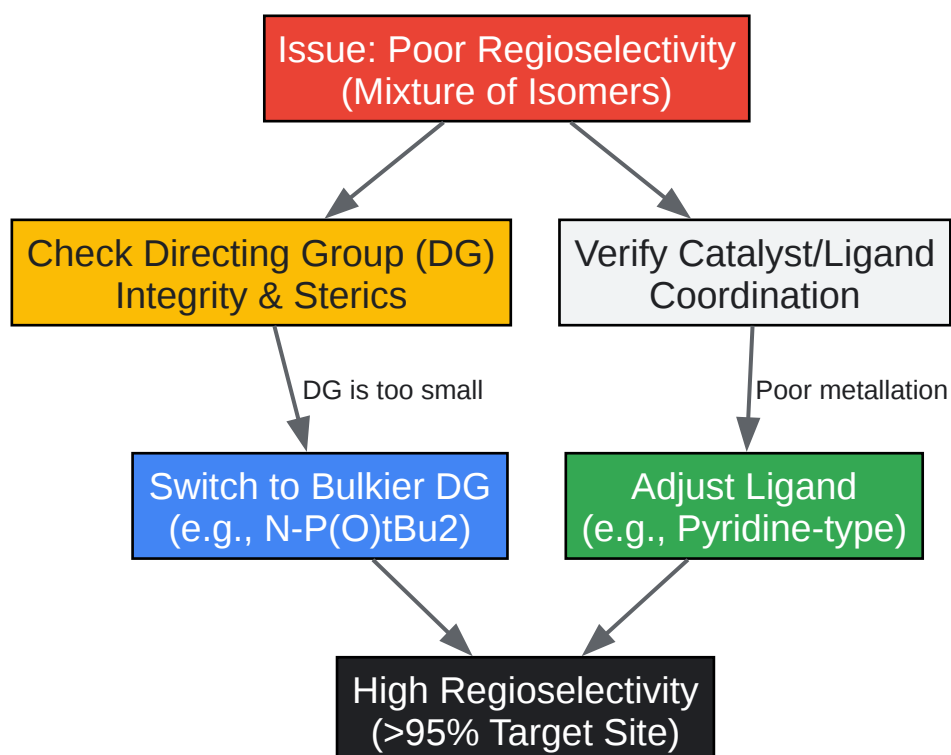 Issue: Poor Regioselectivity
(Mixture of Isomers)
Check Directing Group (DG)
Integrity & Sterics
Verify Catalyst/Ligand
Coordination
DG is too small
Poor metallation
Switch to Bulkier DG
(e.g., N-P(O)tBu2)
Adjust Ligand
(e.g., Pyridine-type)
High Regioselectivity
(>95% Target Site)